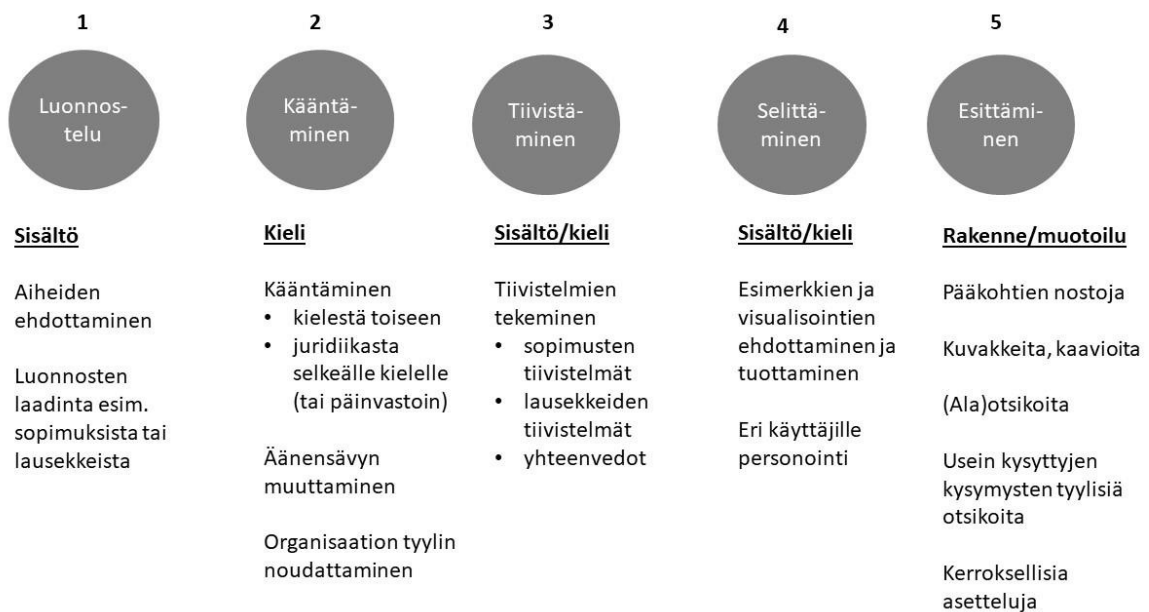 1
Luonnos-
telu
Sisältö
Aiheiden
ehdottaminen
Luonnosten
laadinta esim.
sopimuksista tai
lausekkeista
2
Kääntä-
minen
Kieli
Kääntäminen
• kielestä toiseen
• juridiikasta
selkeälle kielelle
(tai päinvastoin)
Äänensävyn
muuttaminen
Organisaation tyylin
noudattaminen
3
Tiivistä-
minen
Sisältö/kieli
Tiivistelmien
tekeminen
• sopimusten
tiivistelmät
• lausekkeiden
tiivistelmät
• yhteenvedot
4
Selittä-
minen
Sisältö/kieli
Esimerkkien ja
visualisointien
ehdottaminen ja
tuottaminen
Eri käyttäjille
personointi
5
Esittämi-
nen
Rakenne/muotoilu
Pääkohtien nostoja
Kuvakkeita, kaavioita
(Ala)otsikoita
Usein kysyttyjen
kysymysten tyylisiä
otsikoita
Kerroksellisia
asetteluja